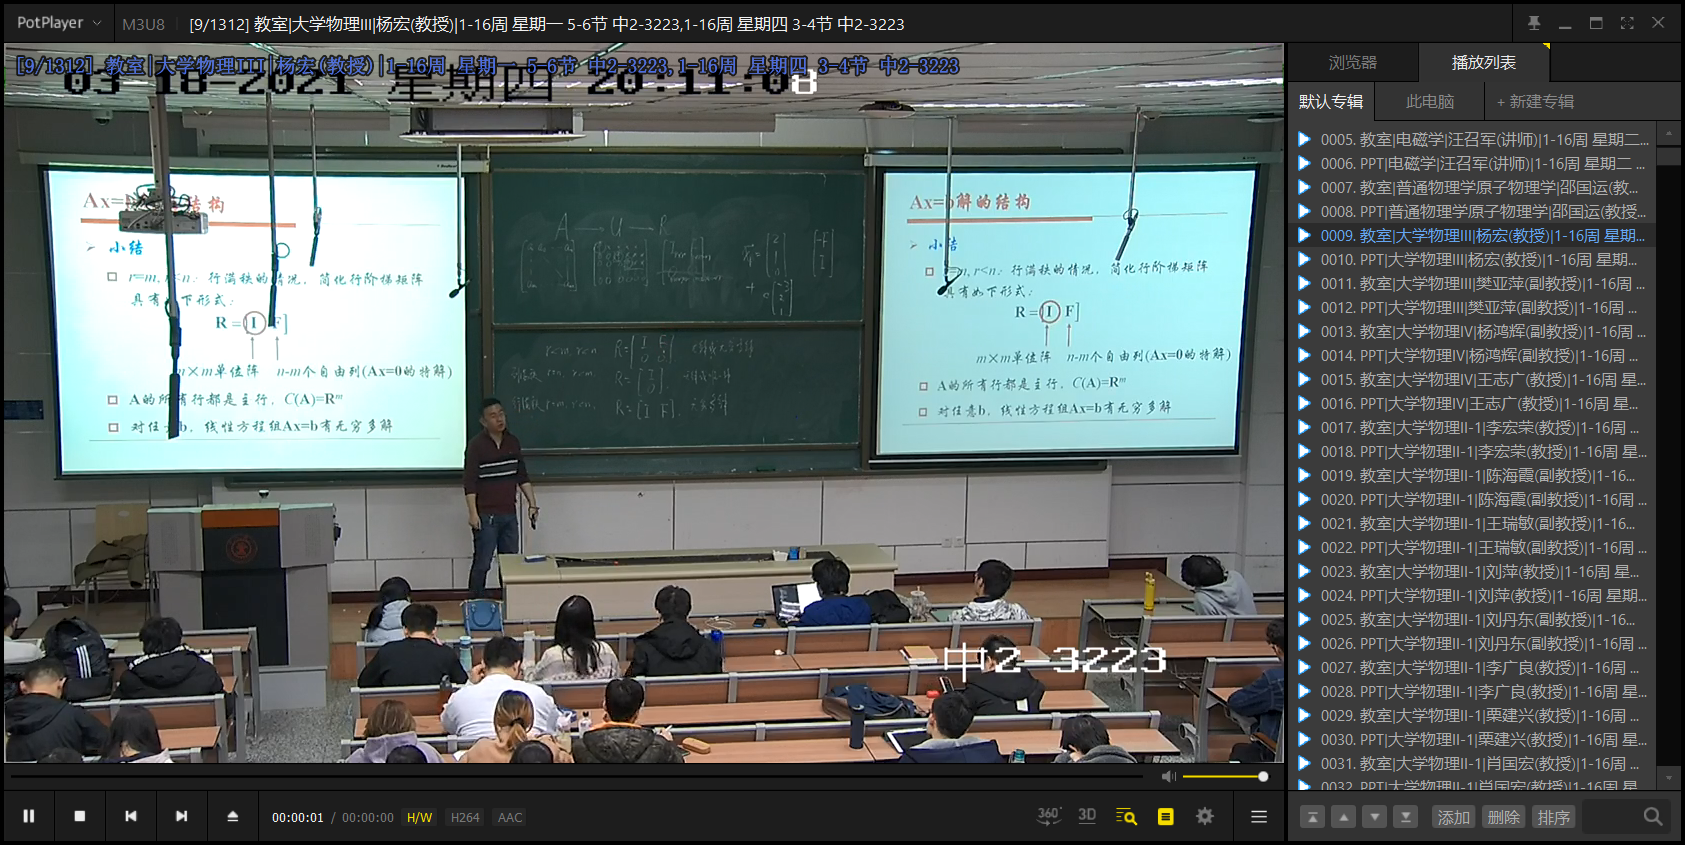 PotPlayer M3U8 [9/1312] 教室|大学物理III|杨宏(教授)|1-16周 星期一 5-6节 中2-3223,1-16周 星期四 3-4节 中2-3223
[9/1312] 教室|大学物理III|杨宏(教授)|1-16周 星期一 5-6节 中2-3223,1-16周 星期四 3-4节 中2-3223
03-18-2021 星期四 20:11:08
结构
小结
行满秩的情况，简化行阶梯矩阵
具有如下形式：
R = [I F]
m×m单位阵 n-m个自由列(Ax=0的特解)
A的所有行都是主行，C(A)=Rᵐ
对任意b，线性方程组Ax=b有无穷多解
A → U → R
Ax=b解的结构
小结
r=m, r<n：行满秩的情况，简化行阶梯矩阵
具有如下形式：
R = [I F]
m×m单位阵 n-m个自由列(Ax=0的特解)
A的所有行都是主行，C(A)=Rᵐ
对任意b，线性方程组Ax=b有无穷多解
中2-3223
00:00:01 / 00:00:00 H/W H264 AAC
360° 3D
浏览器 播放列表
默认专辑 此电脑 + 新建专辑
0005. 教室|电磁学|汪召军(讲师)|1-16周 星期二...
0006. PPT|电磁学|汪召军(讲师)|1-16周 星期二 ...
0007. 教室|普通物理学原子物理学|邵国运(教...
0008. PPT|普通物理学原子物理学|邵国运(教授...
0009. 教室|大学物理III|杨宏(教授)|1-16周 星期...
0010. PPT|大学物理III|杨宏(教授)|1-16周 星期...
0011. 教室|大学物理III|樊亚萍(副教授)|1-16周 ...
0012. PPT|大学物理III|樊亚萍(副教授)|1-16周 ...
0013. 教室|大学物理IV|杨鸿辉(副教授)|1-16周 ...
0014. PPT|大学物理IV|杨鸿辉(副教授)|1-16周 ...
0015. 教室|大学物理IV|王志广(教授)|1-16周 星...
0016. PPT|大学物理IV|王志广(教授)|1-16周 星...
0017. 教室|大学物理II-1|李宏荣(教授)|1-16周 ...
0018. PPT|大学物理II-1|李宏荣(教授)|1-16周 星...
0019. 教室|大学物理II-1|陈海霞(副教授)|1-16...
0020. PPT|大学物理II-1|陈海霞(副教授)|1-16周 ...
0021. 教室|大学物理II-1|王瑞敏(副教授)|1-16...
0022. PPT|大学物理II-1|王瑞敏(副教授)|1-16周 ...
0023. 教室|大学物理II-1|刘萍(教授)|1-16周 星...
0024. PPT|大学物理II-1|刘萍(教授)|1-16周 星期...
0025. 教室|大学物理II-1|刘丹东(副教授)|1-16...
0026. PPT|大学物理II-1|刘丹东(副教授)|1-16周 ...
0027. 教室|大学物理II-1|李广良(教授)|1-16周 ...
0028. PPT|大学物理II-1|李广良(教授)|1-16周 星...
0029. 教室|大学物理II-1|栗建兴(教授)|1-16周 ...
0030. PPT|大学物理II-1|栗建兴(教授)|1-16周 星...
0031. 教室|大学物理II-1|肖国宏(教授)|1-16周 ...
0032. PPT|大学物理II-1|肖国宏(教授)|1-16周 星...
添加 删除 排序